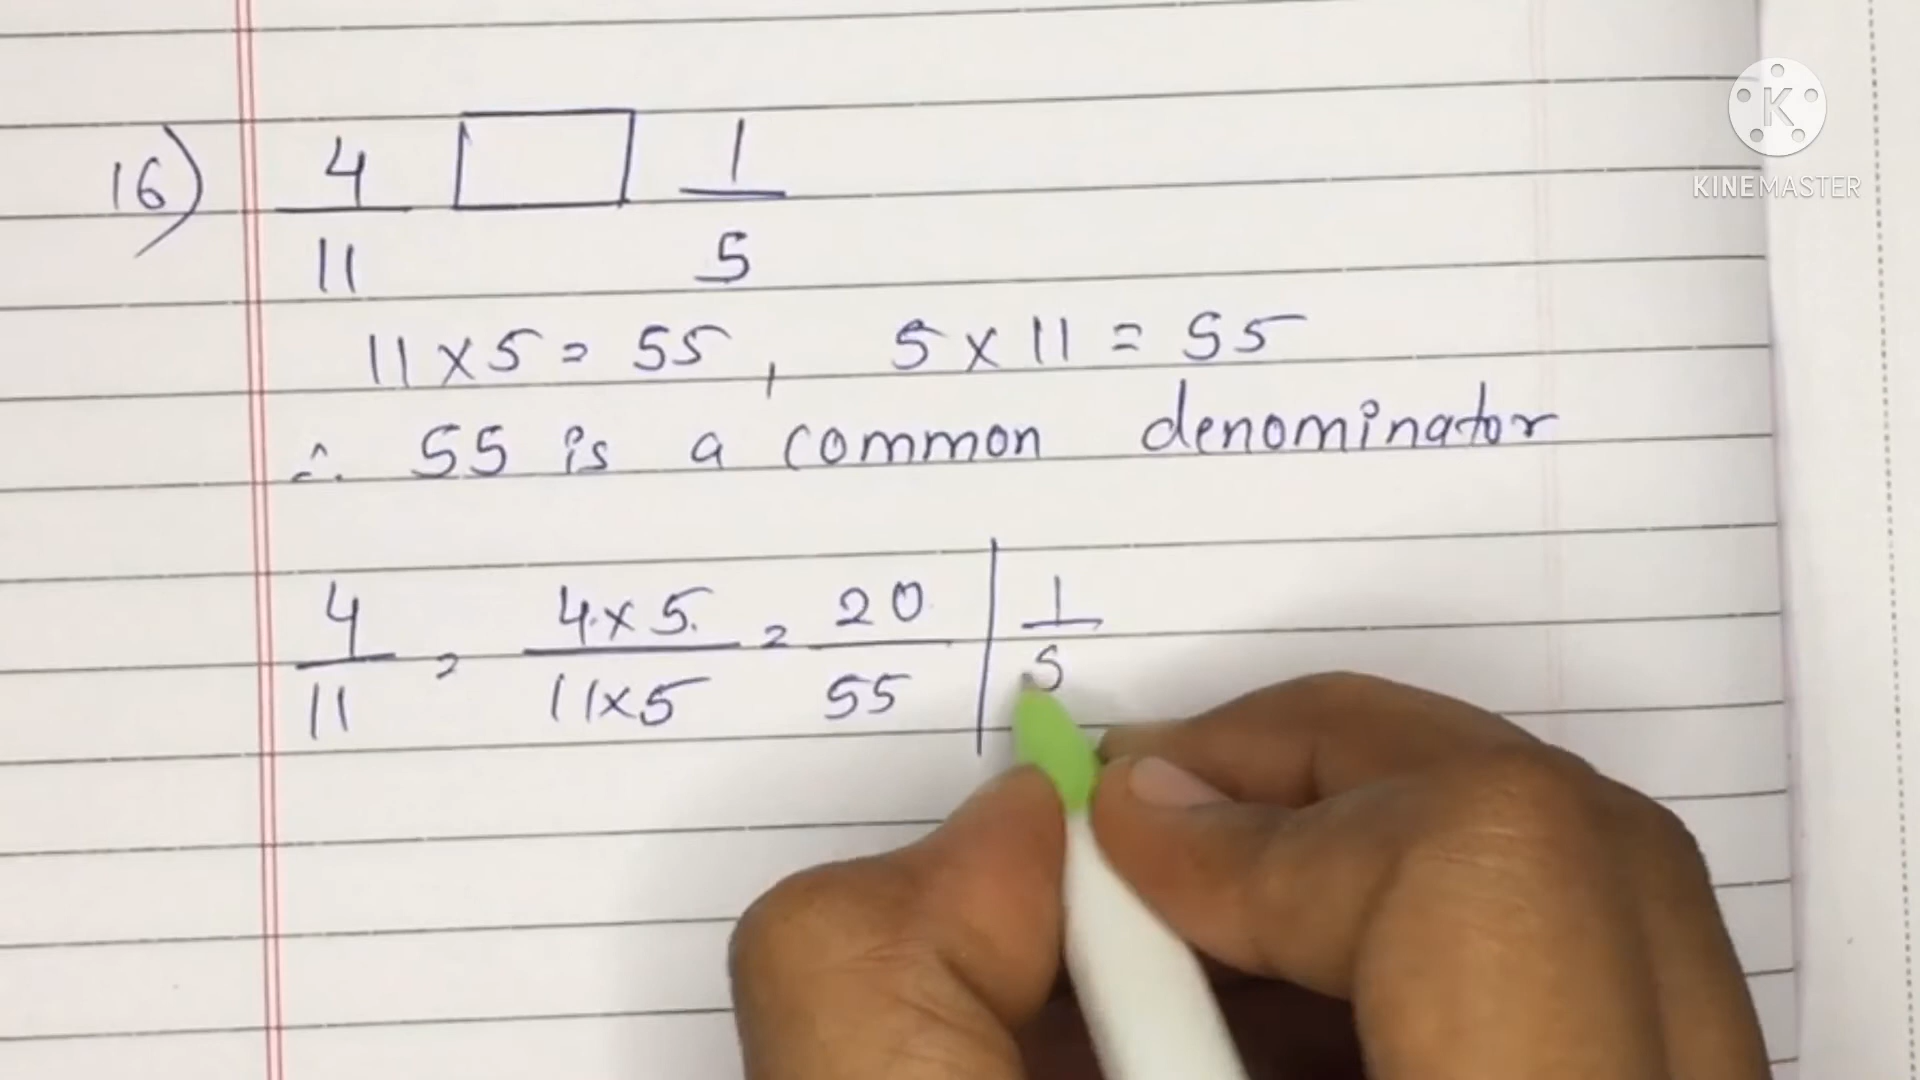 16) 4/11 □ 1/5
11 × 5 = 55, 5 × 11 = 55
∴ 55 is a common denominator
4/11 = 4×5/11×5 = 20/55 | 1/5
K
KINEMASTER